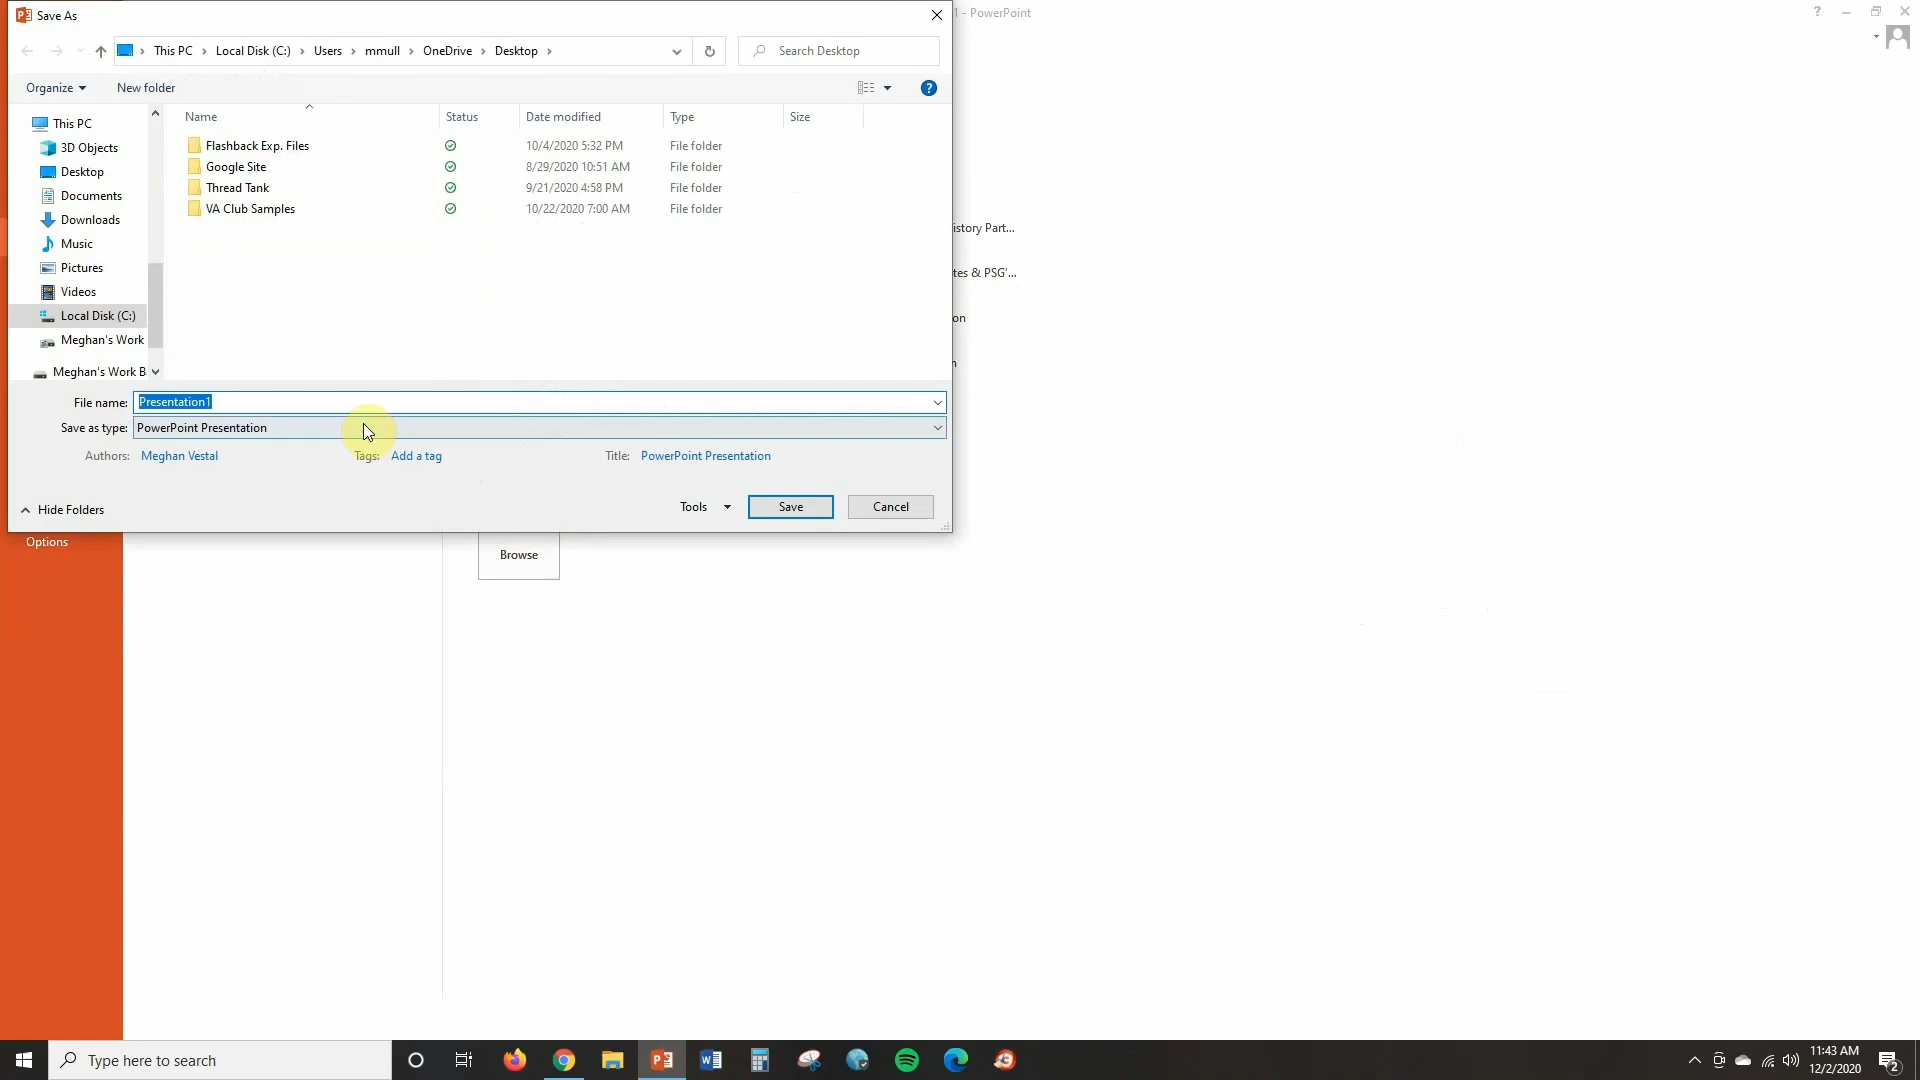 Save As
1 - PowerPoint
This PC
Local Disk (C:)
Users
mmull
OneDrive
Desktop
Search Desktop
Organize
New folder
Name
Status
Date modified
Type
Size
This PC
3D Objects
Desktop
Documents
Downloads
Music
Pictures
Videos
Local Disk (C:)
Meghan's Work
Meghan's Work B
Flashback Exp. Files 10/4/2020 5:32 PM File folder
Google Site 8/29/2020 10:51 AM File folder
Thread Tank 9/21/2020 4:58 PM File folder
VA Club Samples 10/22/2020 7:00 AM File folder
istory Part...
tes & PSG'...
on
File name: Presentation1
Save as type: PowerPoint Presentation
Authors: Meghan Vestal
Tags: Add a tag
Title: PowerPoint Presentation
Hide Folders
Tools
Save
Cancel
Options
Browse
Type here to search
11:43 AM
12/2/2020
2